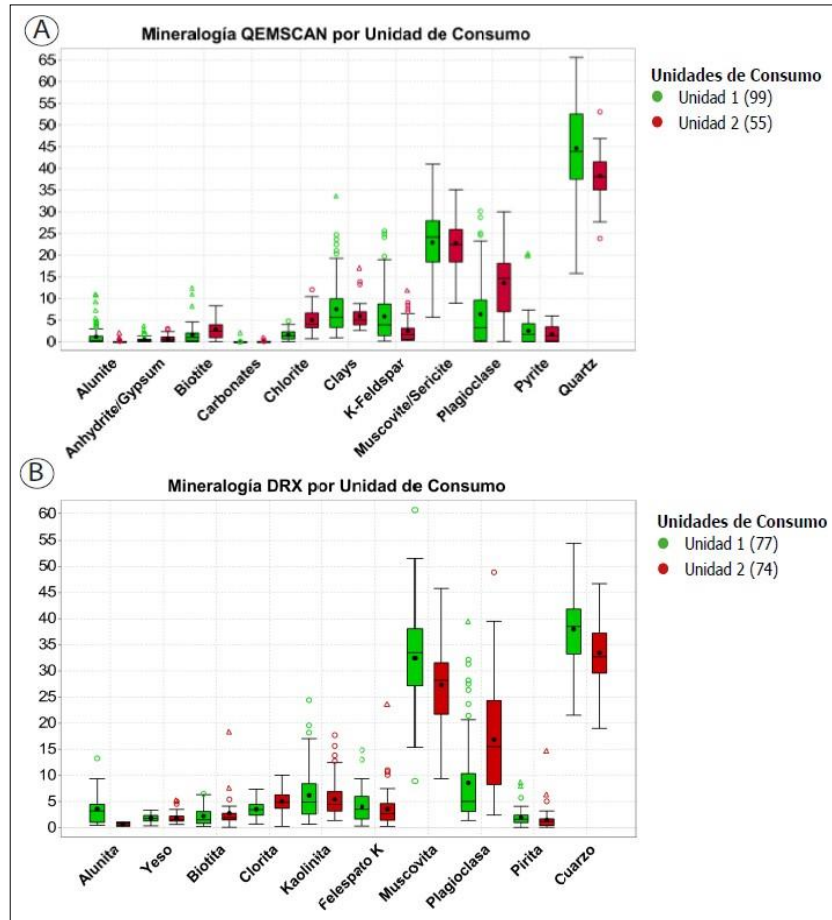 A
Mineralogía QEMSCAN por Unidad de Consumo
65
60
55
50
45
40
35
30
25
20
15
10
5
0
Alunite
Anhydrite/Gypsum
Biotite
Carbonates
Chlorite
Clays
K-Feldspar
Muscovite/Sericite
Plagioclase
Pyrite
Quartz
Unidades de Consumo
Unidad 1 (99)
Unidad 2 (55)
B
Mineralogía DRX por Unidad de Consumo
60
55
50
45
40
35
30
25
20
15
10
5
0
Alunita
Yeso
Biotita
Clorita
Kaolinita
Felespato K
Muscovita
Plagioclasa
Pirita
Cuarzo
Unidades de Consumo
Unidad 1 (77)
Unidad 2 (74)